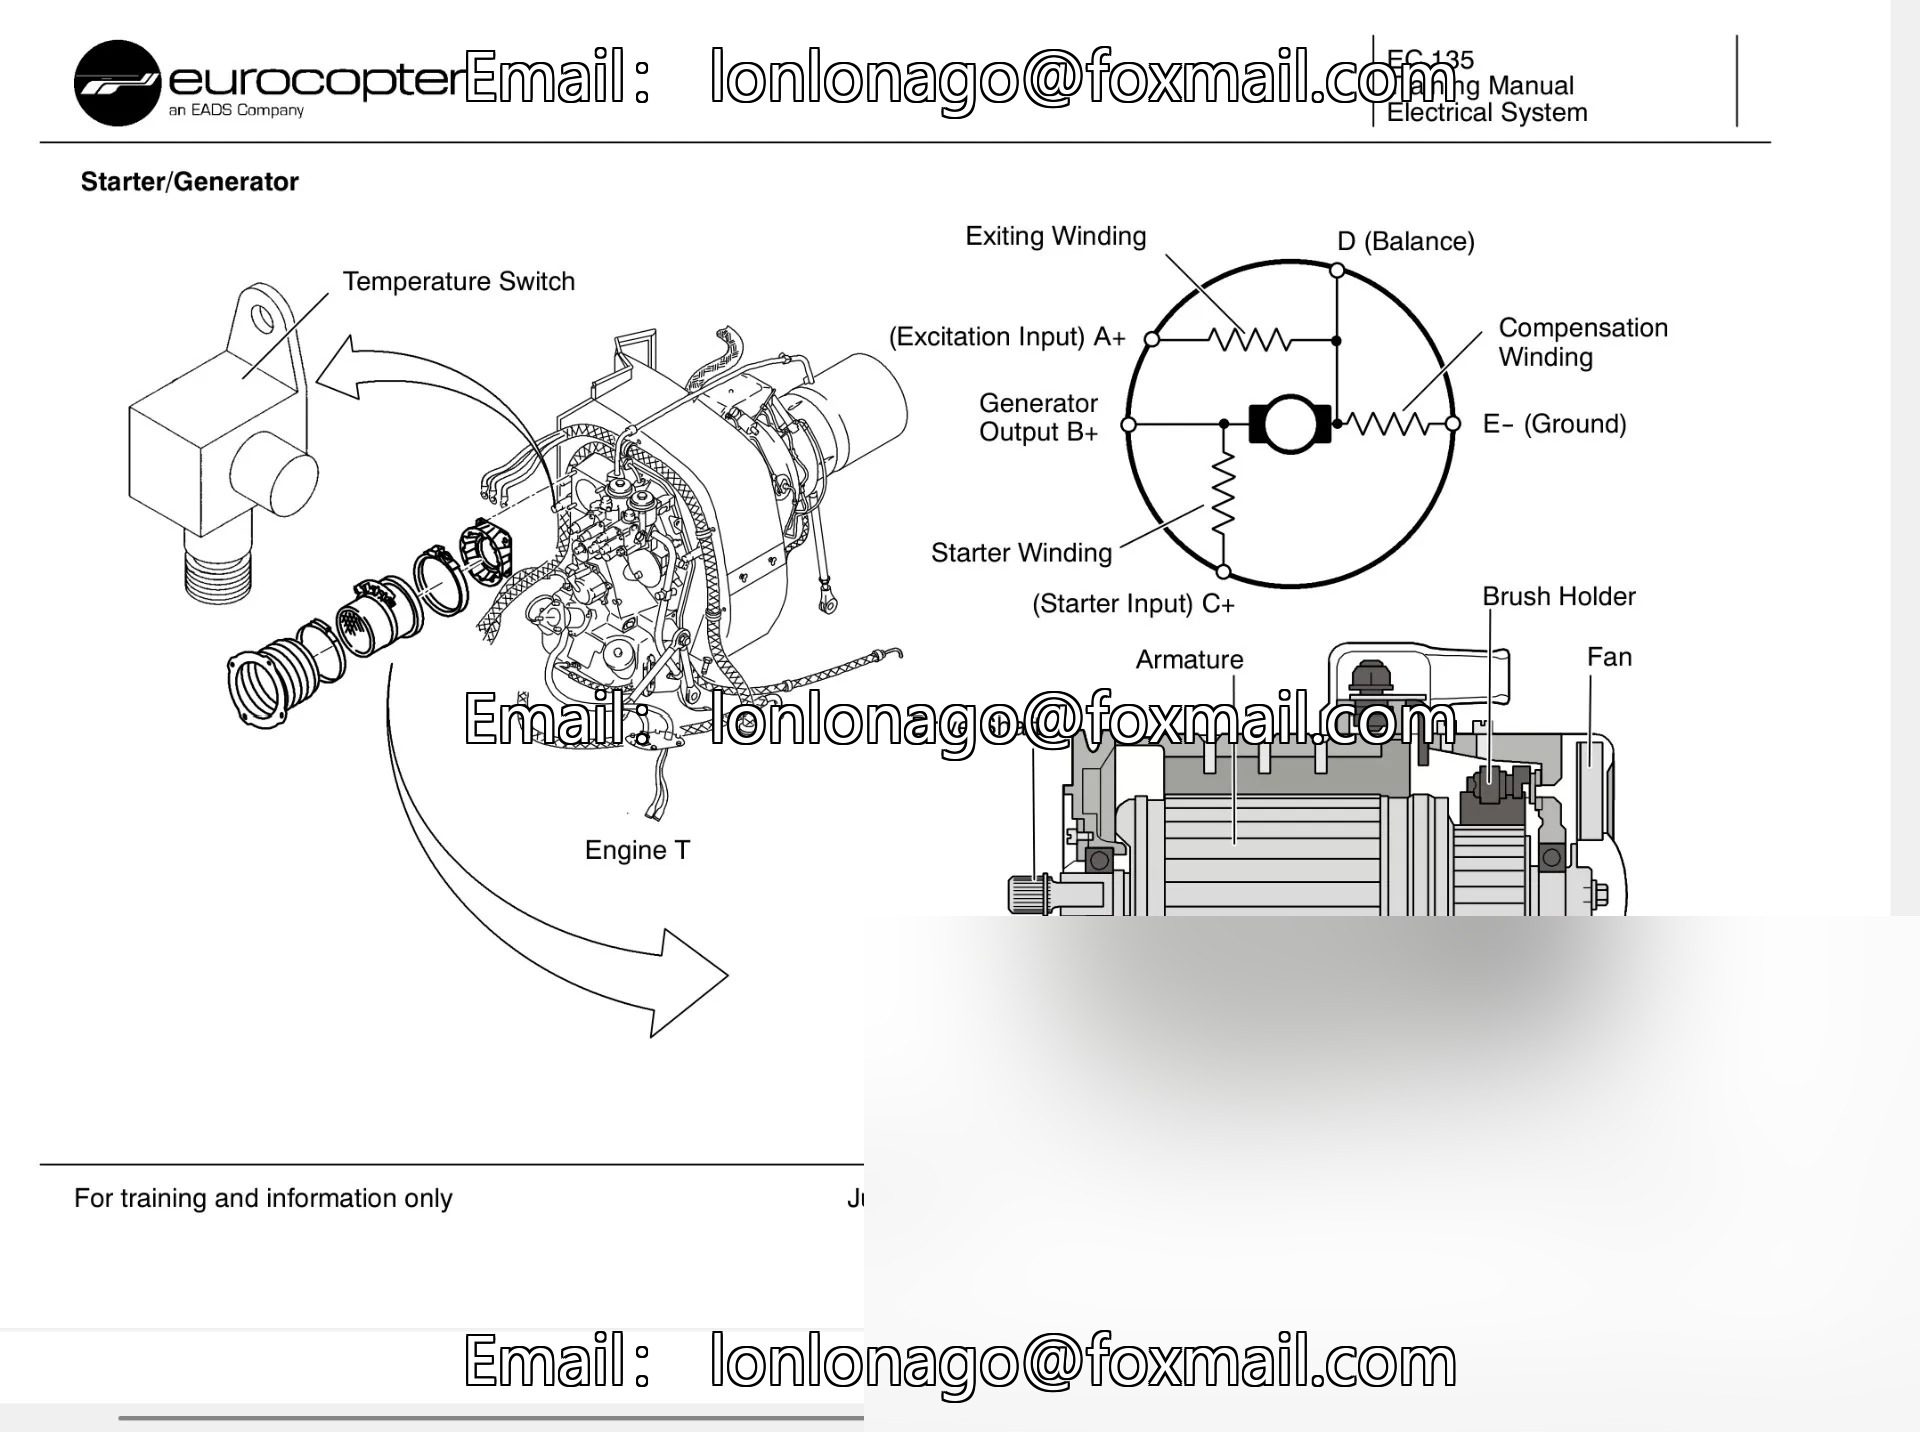 eurocopter
an EADS Company
Email： lonlonago@foxmail.com
EC 135
Training Manual
Electrical System
Starter/Generator
Temperature Switch
Exiting Winding
D (Balance)
(Excitation Input) A+
Compensation
Winding
Generator
Output B+
E- (Ground)
Starter Winding
(Starter Input) C+
Brush Holder
Armature
Fan
Email： lonlonago@foxmail.com
Engine T
For training and information only
Email： lonlonago@foxmail.com